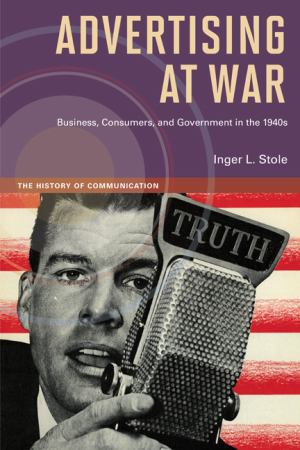 ADVERTISING
AT WAR
Business, Consumers, and Government in the 1940s
Inger L. Stole
THE HISTORY OF COMMUNICATION
TRUTH